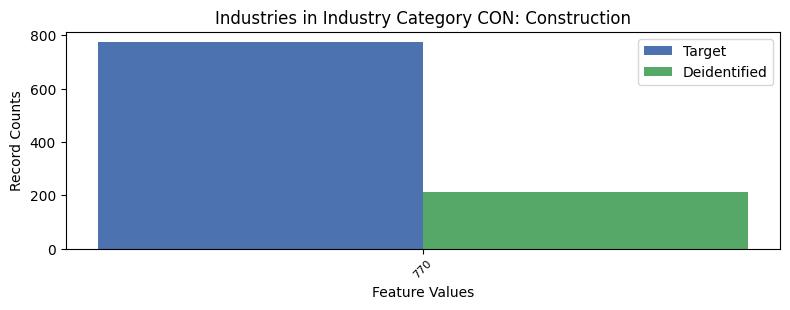 Industries in Industry Category CON: Construction
Target
Deidentified
Record Counts
800
600
400
200
0
770
Feature Values